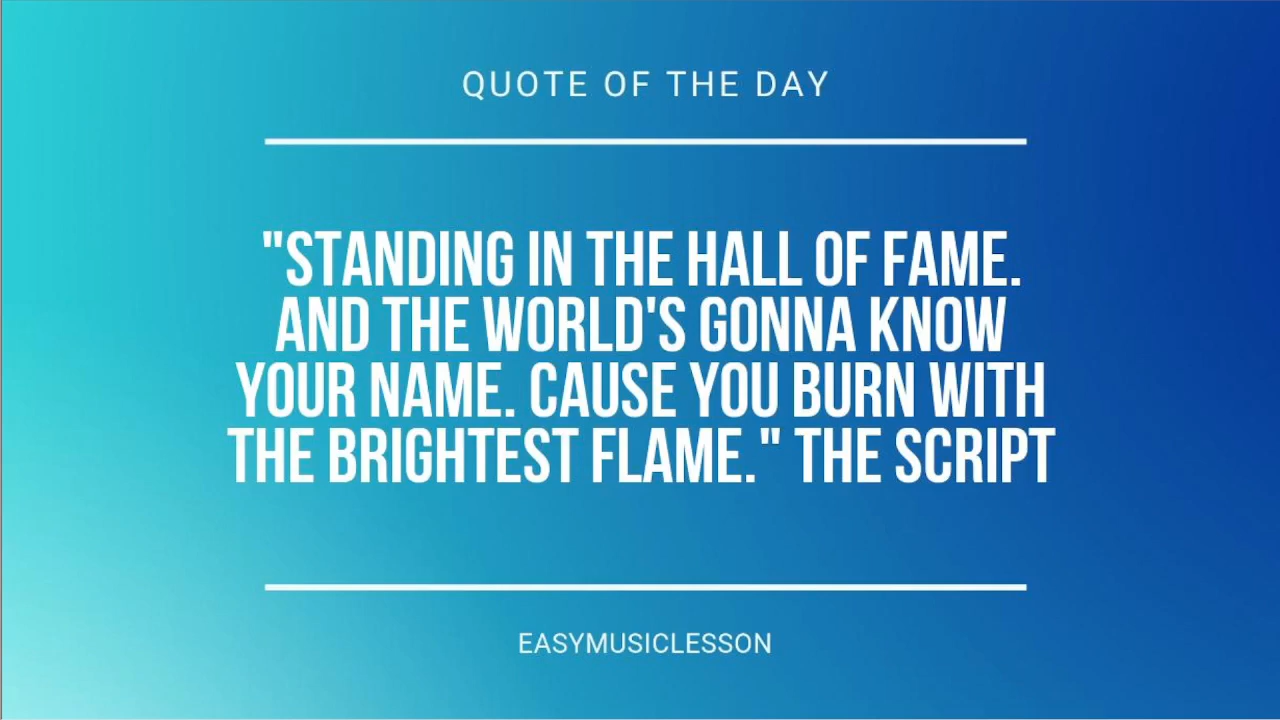 QUOTE OF THE DAY
"STANDING IN THE HALL OF FAME.
AND THE WORLD'S GONNA KNOW
YOUR NAME. CAUSE YOU BURN WITH
THE BRIGHTEST FLAME." THE SCRIPT
EASYMUSICLESSON